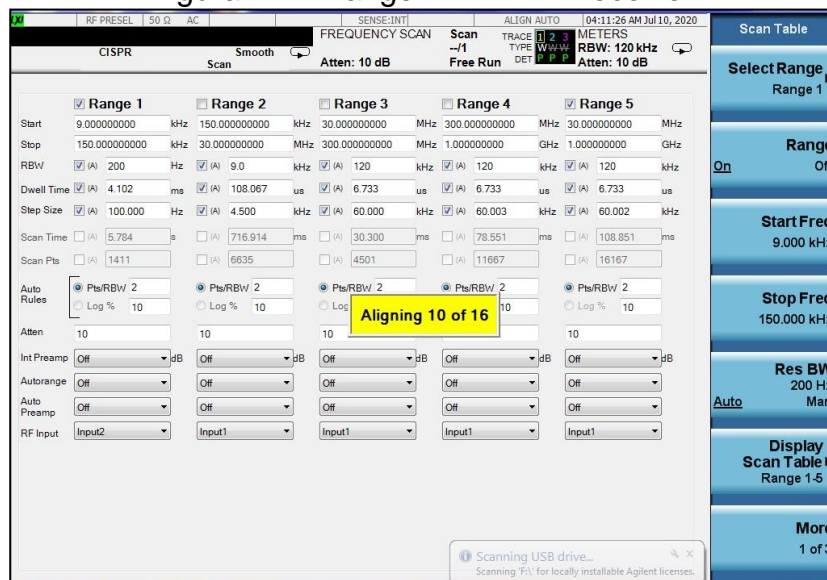 LXI RF PRESEL 50 Ω AC SENSE:INT ALIGN AUTO 04:11:26 AM Jul 10, 2020
FREQUENCY SCAN Scan TRACE 1 2 3 METERS
CISPR Smooth --/1 TYPE W W W RBW: 120 kHz
Scan Atten: 10 dB Free Run DET P P P Atten: 10 dB
Scan Table
Select Range
Range 1
Range 1 Range 2 Range 3 Range 4 Range 5
Start 9.000000000 kHz 150.000000000 kHz 30.000000000 MHz 300.000000000 MHz 30.000000000 MHz
Stop 150.000000000 kHz 30.000000000 MHz 300.000000000 MHz 1.000000000 GHz 1.000000000 GHz
RBW (A) 200 Hz (A) 9.0 kHz (A) 120 kHz (A) 120 kHz (A) 120 kHz
Dwell Time (A) 4.102 ms (A) 108.067 us (A) 6.733 us (A) 6.733 us (A) 6.733 us
Step Size (A) 100.000 Hz (A) 4.500 kHz (A) 60.000 kHz (A) 60.003 kHz (A) 60.002 kHz
Scan Time (A) 5.784 s (A) 716.914 ms (A) 30.300 ms (A) 78.551 ms (A) 108.851 ms
Scan Pts (A) 1411 (A) 6635 (A) 4501 (A) 11667 (A) 16167
Auto Rules Pts/RBW 2 Pts/RBW 2 Pts/RBW 2 Pts/RBW 2 Pts/RBW 2
Log % 10 Log % 10 Log 10 Log % 10
Aligning 10 of 16
Atten 10 10 10 10
Int Preamp Off dB Off dB Off dB Off dB Off dB
Autorange Off Off Off Off Off
Auto Preamp Off Off Off Off Off
RF Input Input2 Input1 Input1 Input1 Input1
Range
On
Start Freq
9.000 kHz
Stop Freq
150.000 kHz
Res BW
200 Hz
Auto Man
Display
Scan Table
Range 1-5
More
1 of 3
Scanning USB drive...
Scanning 'F:\' for locally installable Agilent licenses.